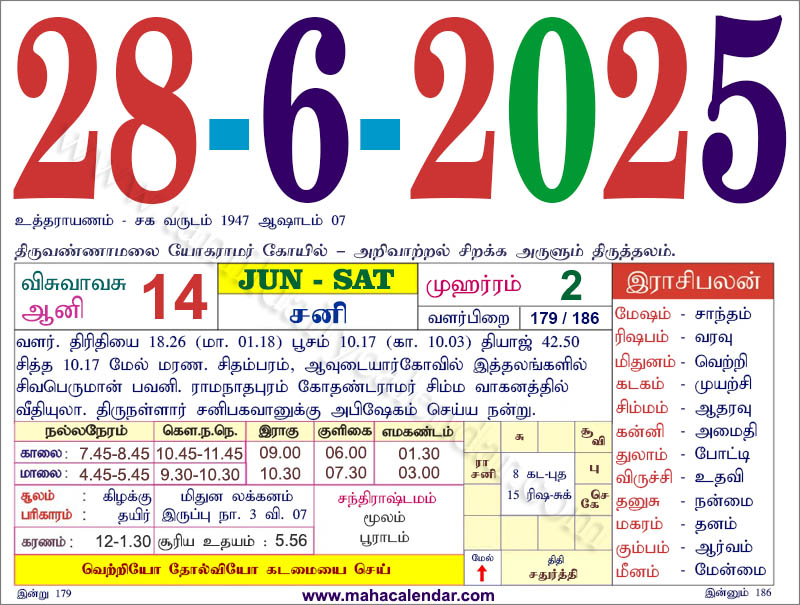 28-6-2025
உத்தராயணம் - சக வருடம் 1947 ஆஷாடம் 07
திருவண்ணாமலை யோகராமர் கோயில் – அறிவாற்றல் சிறக்க அருளும் திருத்தலம்.
விசுவாவசு
ஆனி 14
JUN - SAT
சனி
முஹர்ரம் 2
வளர்பிறை 179 / 186
வளர். திரிதியை 18.26 (மா. 01.18) பூசம் 10.17 (கா. 10.03) தியாஜ் 42.50
சித்த 10.17 மேல் மரண. சிதம்பரம், ஆவுடையார்கோவில் இத்தலங்களில்
சிவபெருமான் பவனி. ராமநாதபுரம் கோதண்டராமர் சிம்ம வாகனத்தில்
வீதியுலா. திருநள்ளார் சனிபகவானுக்கு அபிஷேகம் செய்ய நன்று.
இராசிபலன்
மேஷம் - சாந்தம்
ரிஷபம் - வரவு
மிதுனம் - வெற்றி
கடகம் - முயற்சி
சிம்மம் - ஆதரவு
கன்னி - அமைதி
துலாம் - போட்டி
விருச்சி - உதவி
தனுசு - நன்மை
மகரம் - தனம்
கும்பம் - ஆர்வம்
மீனம் - மேன்மை
நல்லநேரம் கௌ.ந.நெ. இராகு குளிகை எமகண்டம்
காலை: 7.45-8.45 10.45-11.45 09.00 06.00 01.30
மாலை: 4.45-5.45 9.30-10.30 10.30 07.30 03.00
சூலம் : கிழக்கு
பரிகாரம் : தயிர்
மிதுன லக்கனம்
இருப்பு நா. 3 வி. 07
சந்திராஷ்டமம்
மூலம்
பூராடம்
கரணம்: 12-1.30 சூரிய உதயம் : 5.56
சு
சூ
வி
ரா
சனி
8 கட-புத
15 ரிஷ-சுக்
பு
செ
கே
மேல்
திதி
சதுர்த்தி
வெற்றியோ தோல்வியோ கடமையை செய்
இன்று 179
www.mahacalendar.com
இன்னும் 186